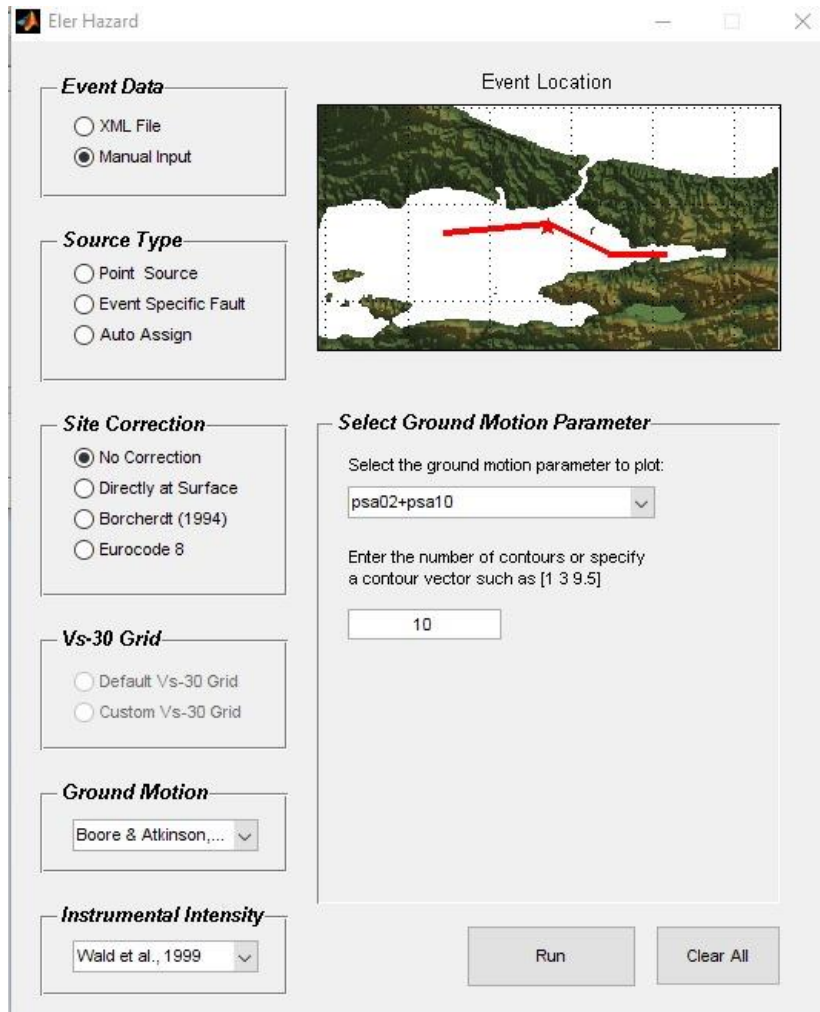 Eler Hazard
Event Data
XML File
Manual Input
Source Type
Point Source
Event Specific Fault
Auto Assign
Site Correction
No Correction
Directly at Surface
Borcherdt (1994)
Eurocode 8
Vs-30 Grid
Default Vs-30 Grid
Custom Vs-30 Grid
Ground Motion
Boore & Atkinson,...
Instrumental Intensity
Wald et al., 1999
Event Location
Select Ground Motion Parameter
Select the ground motion parameter to plot:
psa02+psa10
Enter the number of contours or specify
a contour vector such as [1 3 9.5]
10
Run
Clear All